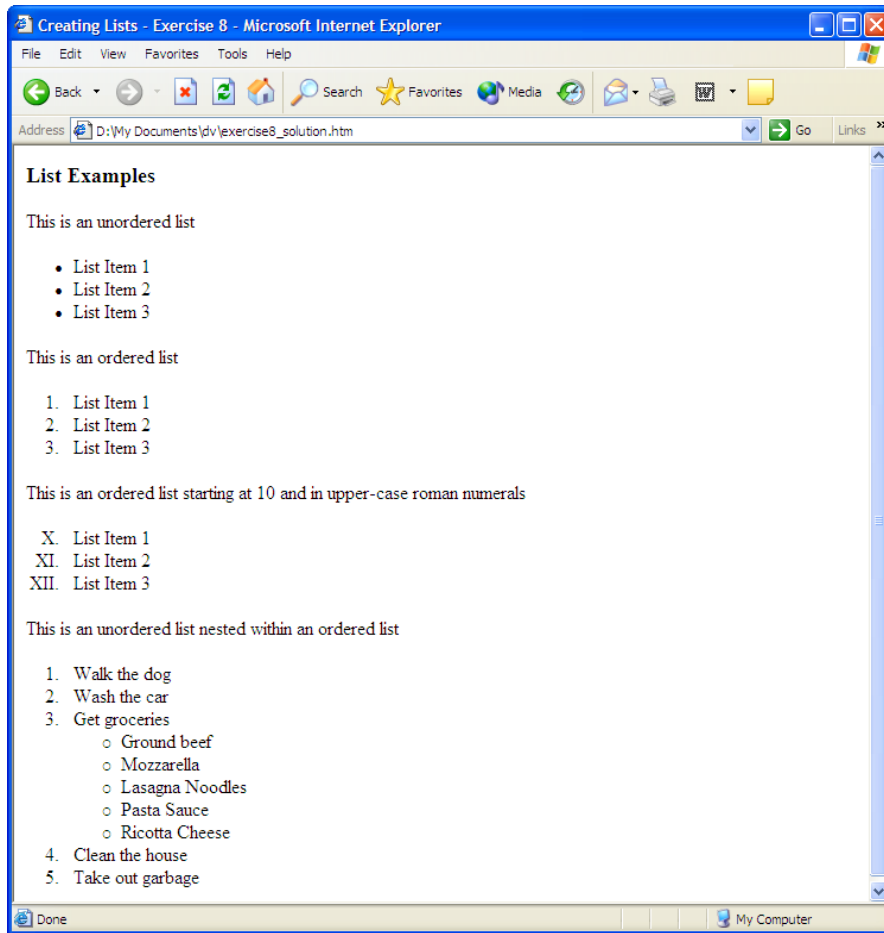 Creating Lists - Exercise 8 - Microsoft Internet Explorer
File Edit View Favorites Tools Help
Back Search Favorites Media
Address D:\My Documents\dv\exercise8_solution.htm Go Links »
List Examples
This is an unordered list
• List Item 1
• List Item 2
• List Item 3
This is an ordered list
1. List Item 1
2. List Item 2
3. List Item 3
This is an ordered list starting at 10 and in upper-case roman numerals
X. List Item 1
XI. List Item 2
XII. List Item 3
This is an unordered list nested within an ordered list
1. Walk the dog
2. Wash the car
3. Get groceries
○ Ground beef
○ Mozzarella
○ Lasagna Noodles
○ Pasta Sauce
○ Ricotta Cheese
4. Clean the house
5. Take out garbage
Done My Computer